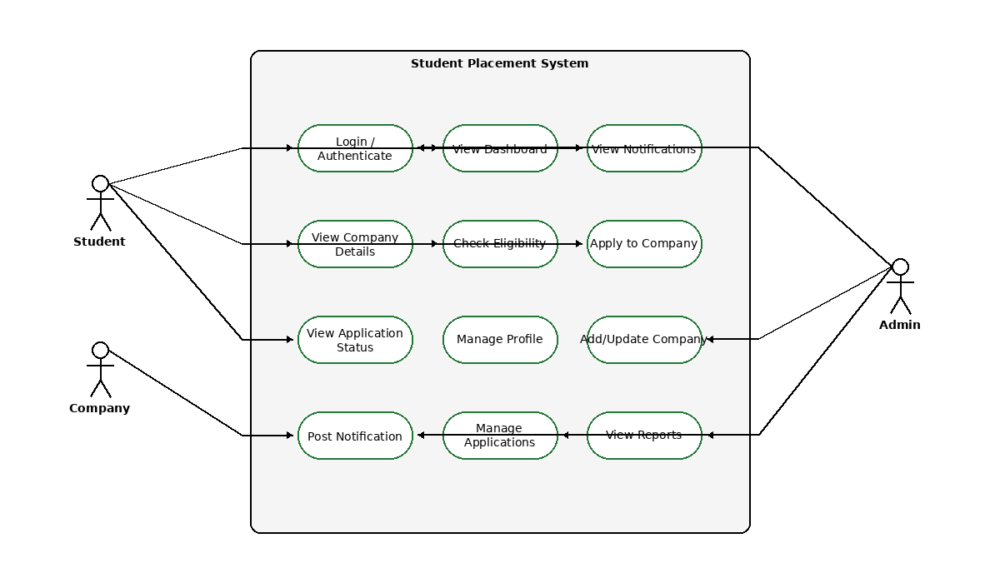 Student Placement System
Login /
Authenticate
View Dashboard
View Notifications
Student
View Company
Details
Check Eligibility
Apply to Company
Admin
View Application
Status
Manage Profile
Add/Update Company
Company
Post Notification
Manage
Applications
View Reports